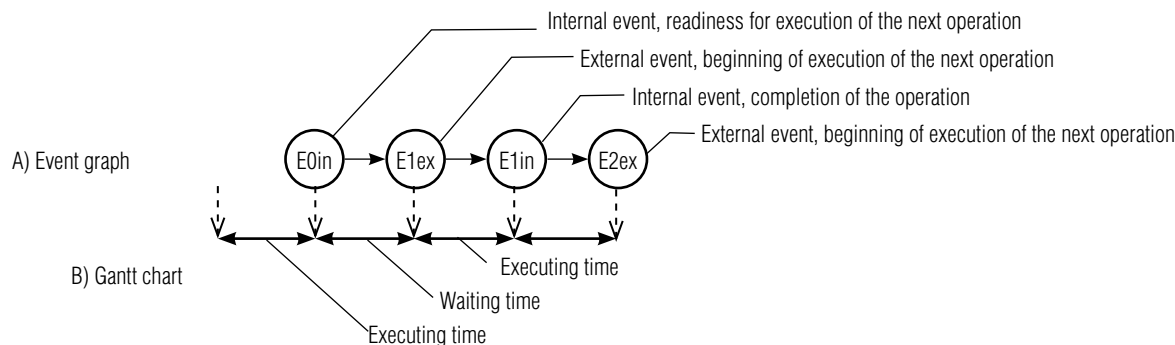 Internal event, readiness for execution of the next operation
External event, beginning of execution of the next operation
Internal event, completion of the operation
External event, beginning of execution of the next operation
A) Event graph
E0in
E1ex
E1in
E2ex
Executing time
B) Gantt chart
Waiting time
Executing time